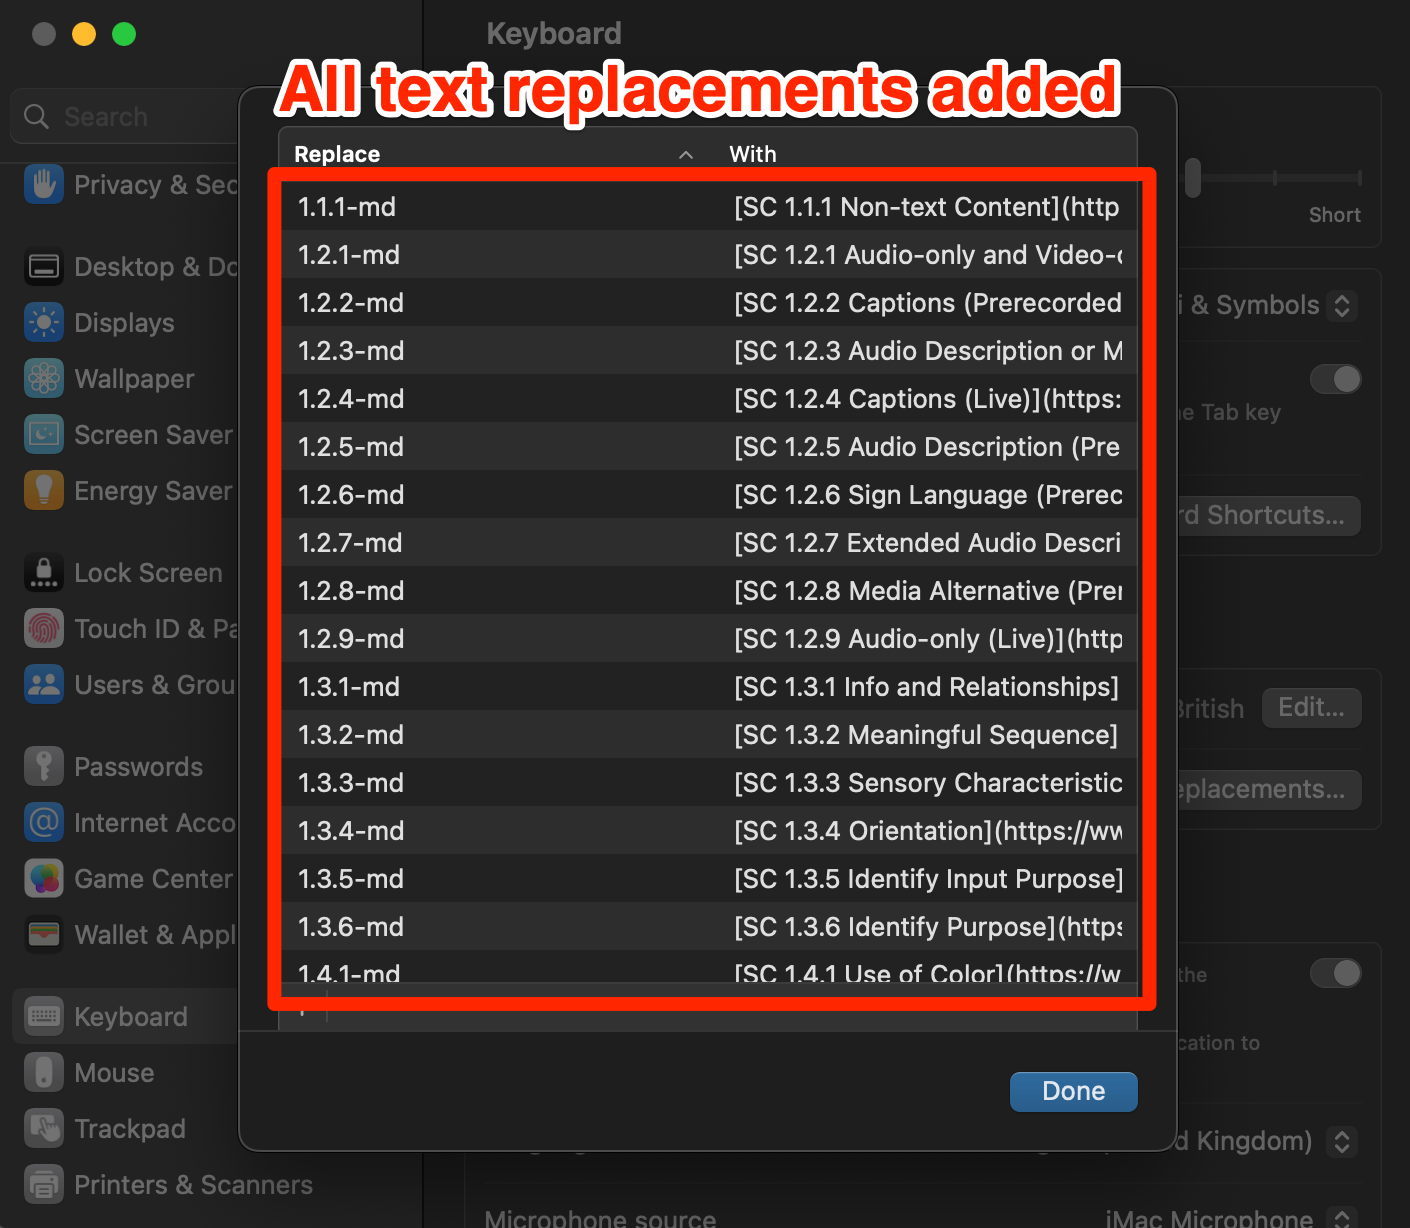 Keyboard
All text replacements added
Search
Replace
With
Privacy & Sec
Desktop & Do
Displays
Wallpaper
Screen Saver
Energy Saver
Lock Screen
Touch ID & Pa
Users & Grou
Passwords
Internet Acco
Game Center
Wallet & Appl
Keyboard
Mouse
Trackpad
Printers & Scanners
1.1.1-md [SC 1.1.1 Non-text Content](http
1.2.1-md [SC 1.2.1 Audio-only and Video-o
1.2.2-md [SC 1.2.2 Captions (Prerecorded
1.2.3-md [SC 1.2.3 Audio Description or M
1.2.4-md [SC 1.2.4 Captions (Live)](https:
1.2.5-md [SC 1.2.5 Audio Description (Pre
1.2.6-md [SC 1.2.6 Sign Language (Prerec
1.2.7-md [SC 1.2.7 Extended Audio Descri
1.2.8-md [SC 1.2.8 Media Alternative (Prer
1.2.9-md [SC 1.2.9 Audio-only (Live)](http
1.3.1-md [SC 1.3.1 Info and Relationships]
1.3.2-md [SC 1.3.2 Meaningful Sequence]
1.3.3-md [SC 1.3.3 Sensory Characteristic
1.3.4-md [SC 1.3.4 Orientation](https://ww
1.3.5-md [SC 1.3.5 Identify Input Purpose]
1.3.6-md [SC 1.3.6 Identify Purpose](https
1.4.1-md [SC 1.4.1 Use of Color](https://w
Done
Short
i & Symbols
e Tab key
rd Shortcuts...
British
Edit...
eplacements...
the
cation to
d Kingdom)
Microphone source
iMac Microphone